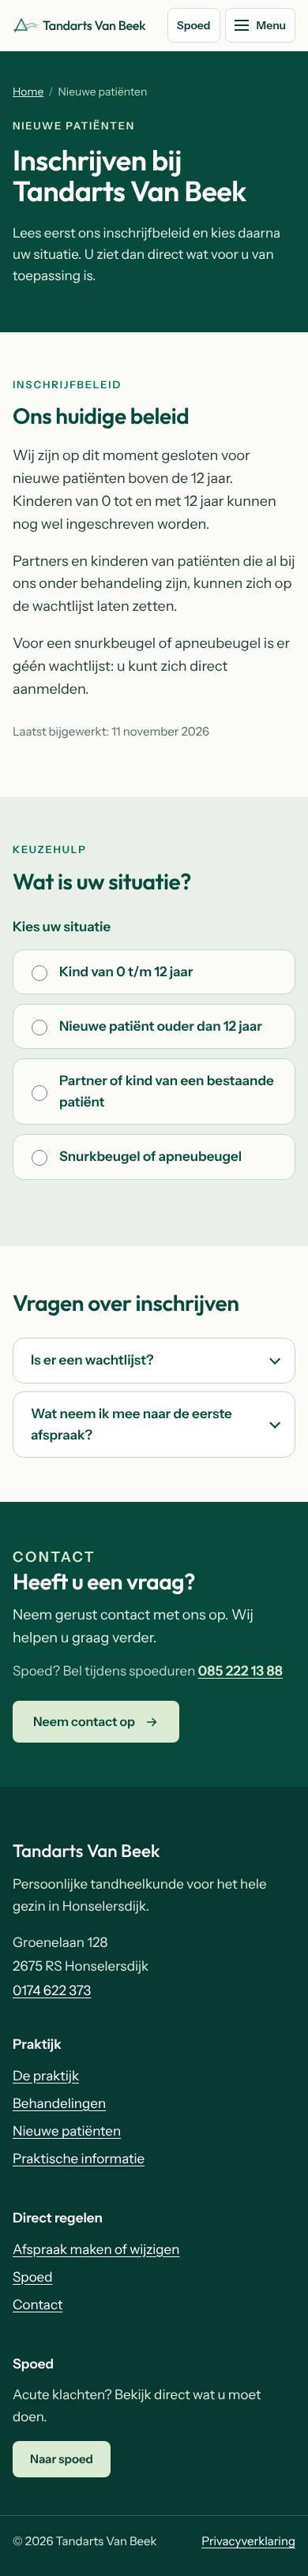 Tandarts Van Beek
Spoed
Menu
Home / Nieuwe patiënten
NIEUWE PATIËNTEN
Inschrijven bij
Tandarts Van Beek
Lees eerst ons inschrijfbeleid en kies daarna
uw situatie. U ziet dan direct wat voor u van
toepassing is.
INSCHRIJFBELEID
Ons huidige beleid
Wij zijn op dit moment gesloten voor
nieuwe patiënten boven de 12 jaar.
Kinderen van 0 tot en met 12 jaar kunnen
nog wel ingeschreven worden.
Partners en kinderen van patiënten die al bij
ons onder behandeling zijn, kunnen zich op
de wachtlijst laten zetten.
Voor een snurkbeugel of apneubeugel is er
géén wachtlijst: u kunt zich direct
aanmelden.
Laatst bijgewerkt: 11 november 2026
KEUZEHULP
Wat is uw situatie?
Kies uw situatie
Kind van 0 t/m 12 jaar
Nieuwe patiënt ouder dan 12 jaar
Partner of kind van een bestaande
patiënt
Snurkbeugel of apneubeugel
Vragen over inschrijven
Is er een wachtlijst?
Wat neem ik mee naar de eerste
afspraak?
CONTACT
Heeft u een vraag?
Neem gerust contact met ons op. Wij
helpen u graag verder.
Spoed? Bel tijdens spoeduren 085 222 13 88
Neem contact op →
Tandarts Van Beek
Persoonlijke tandheelkunde voor het hele
gezin in Honselersdijk.
Groenelaan 128
2675 RS Honselersdijk
0174 622 373
Praktijk
De praktijk
Behandelingen
Nieuwe patiënten
Praktische informatie
Direct regelen
Afspraak maken of wijzigen
Spoed
Contact
Spoed
Acute klachten? Bekijk direct wat u moet
doen.
Naar spoed
© 2026 Tandarts Van Beek
Privacyverklaring